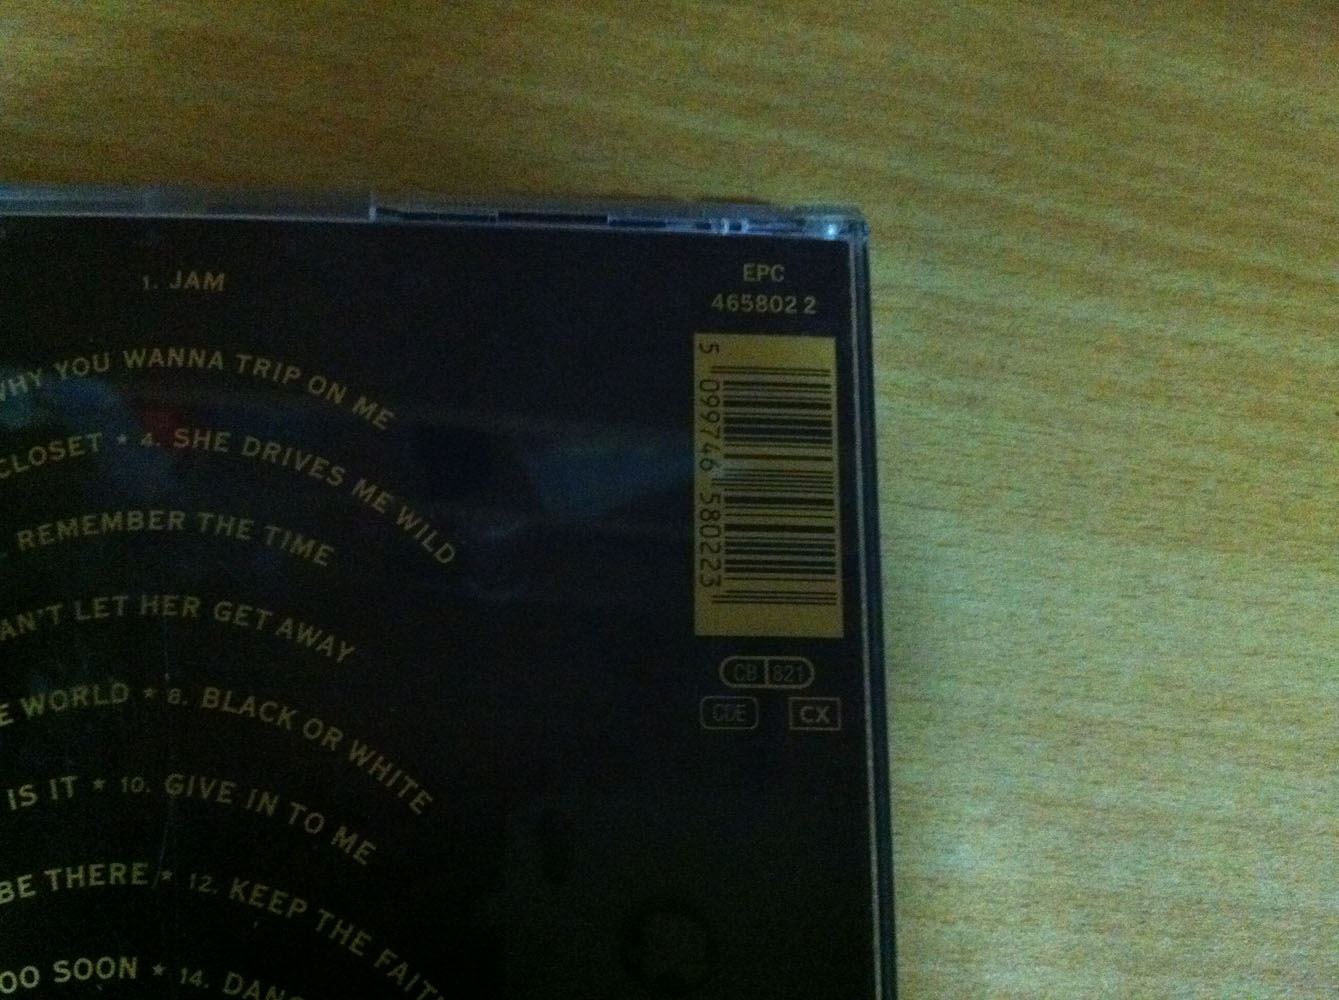 1. JAM
EPC
465802 2
WHY YOU WANNA TRIP ON ME
CLOSET * 4. SHE DRIVES ME WILD
REMEMBER THE TIME
AN'T LET HER GET AWAY
E WORLD * 8. BLACK OR WHITE
IS IT * 10. GIVE IN TO ME
BE THERE * 12. KEEP THE FAIT
OO SOON * 14. DANG
5 099746 580223
CB 821
CDE CX